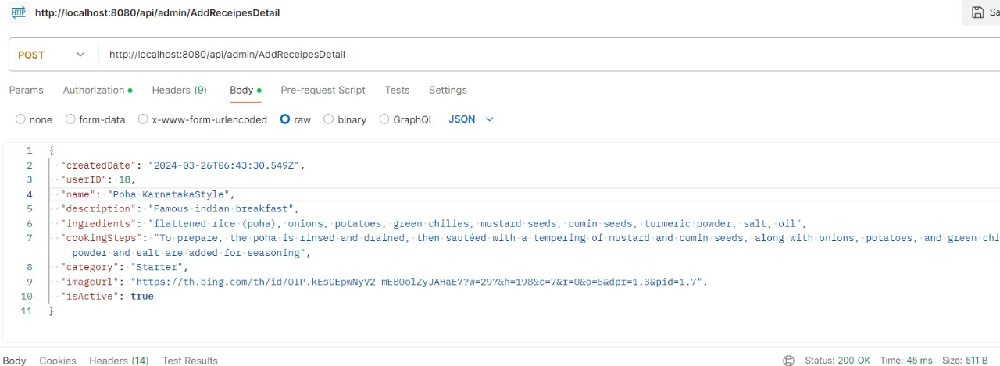 HTTP http://localhost:8080/api/admin/AddReceipesDetail
POST http://localhost:8080/api/admin/AddReceipesDetail
Params Authorization Headers (9) Body Pre-request Script Tests Settings
none form-data x-www-form-urlencoded raw binary GraphQL JSON
1 {
2 "createdDate": "2024-03-26T06:43:30.549Z",
3 "userID": 18,
4 "name": "Poha KarnatakaStyle",
5 "description": "Famous indian breakfast",
6 "ingredients": "flattened rice (poha), onions, potatoes, green chilies, mustard seeds, cumin seeds, turmeric powder, salt, oil",
7 "cookingSteps": "To prepare, the poha is rinsed and drained, then sautéed with a tempering of mustard and cumin seeds, along with onions, potatoes, and green chi
powder and salt are added for seasoning",
8 "category": "Starter",
9 "imageUrl": "https://th.bing.com/th/id/OIP.kEsGEpwNyV2-mEB0olZyJAHaE7?w=297&h=198&c=7&r=0&o=5&dpr=1.3&pid=1.7",
10 "isActive": true
11 }
Body Cookies Headers (14) Test Results Status: 200 OK Time: 45 ms Size: 511 B